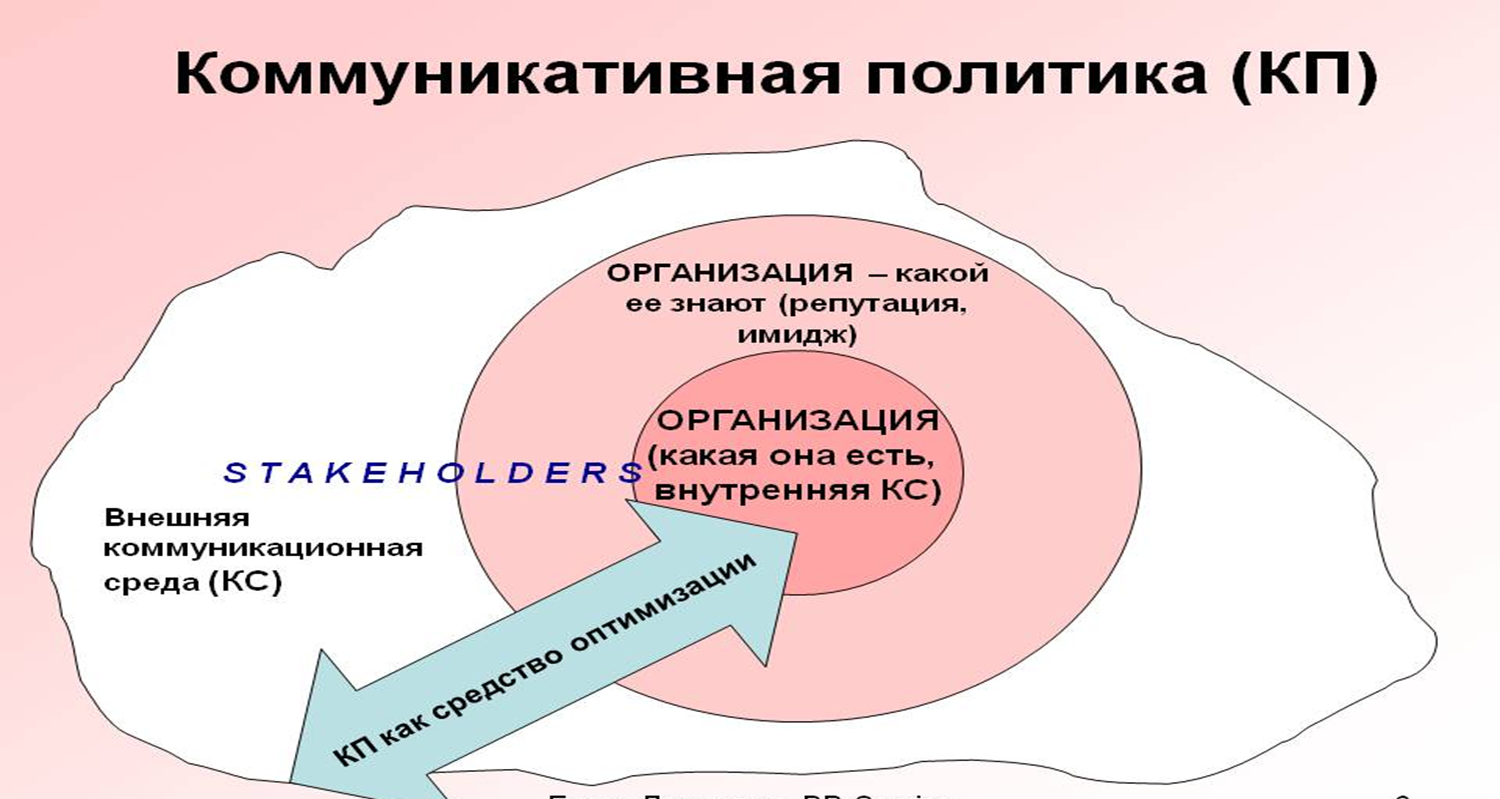 Коммуникативная политика (КП)
ОРГАНИЗАЦИЯ – какой
ее знают (репутация,
имидж)
ОРГАНИЗАЦИЯ
(какая она есть,
внутренняя КС)
STAKEHOLDERS
Внешняя
коммуникационная
среда (КС)
КП как средство оптимизации